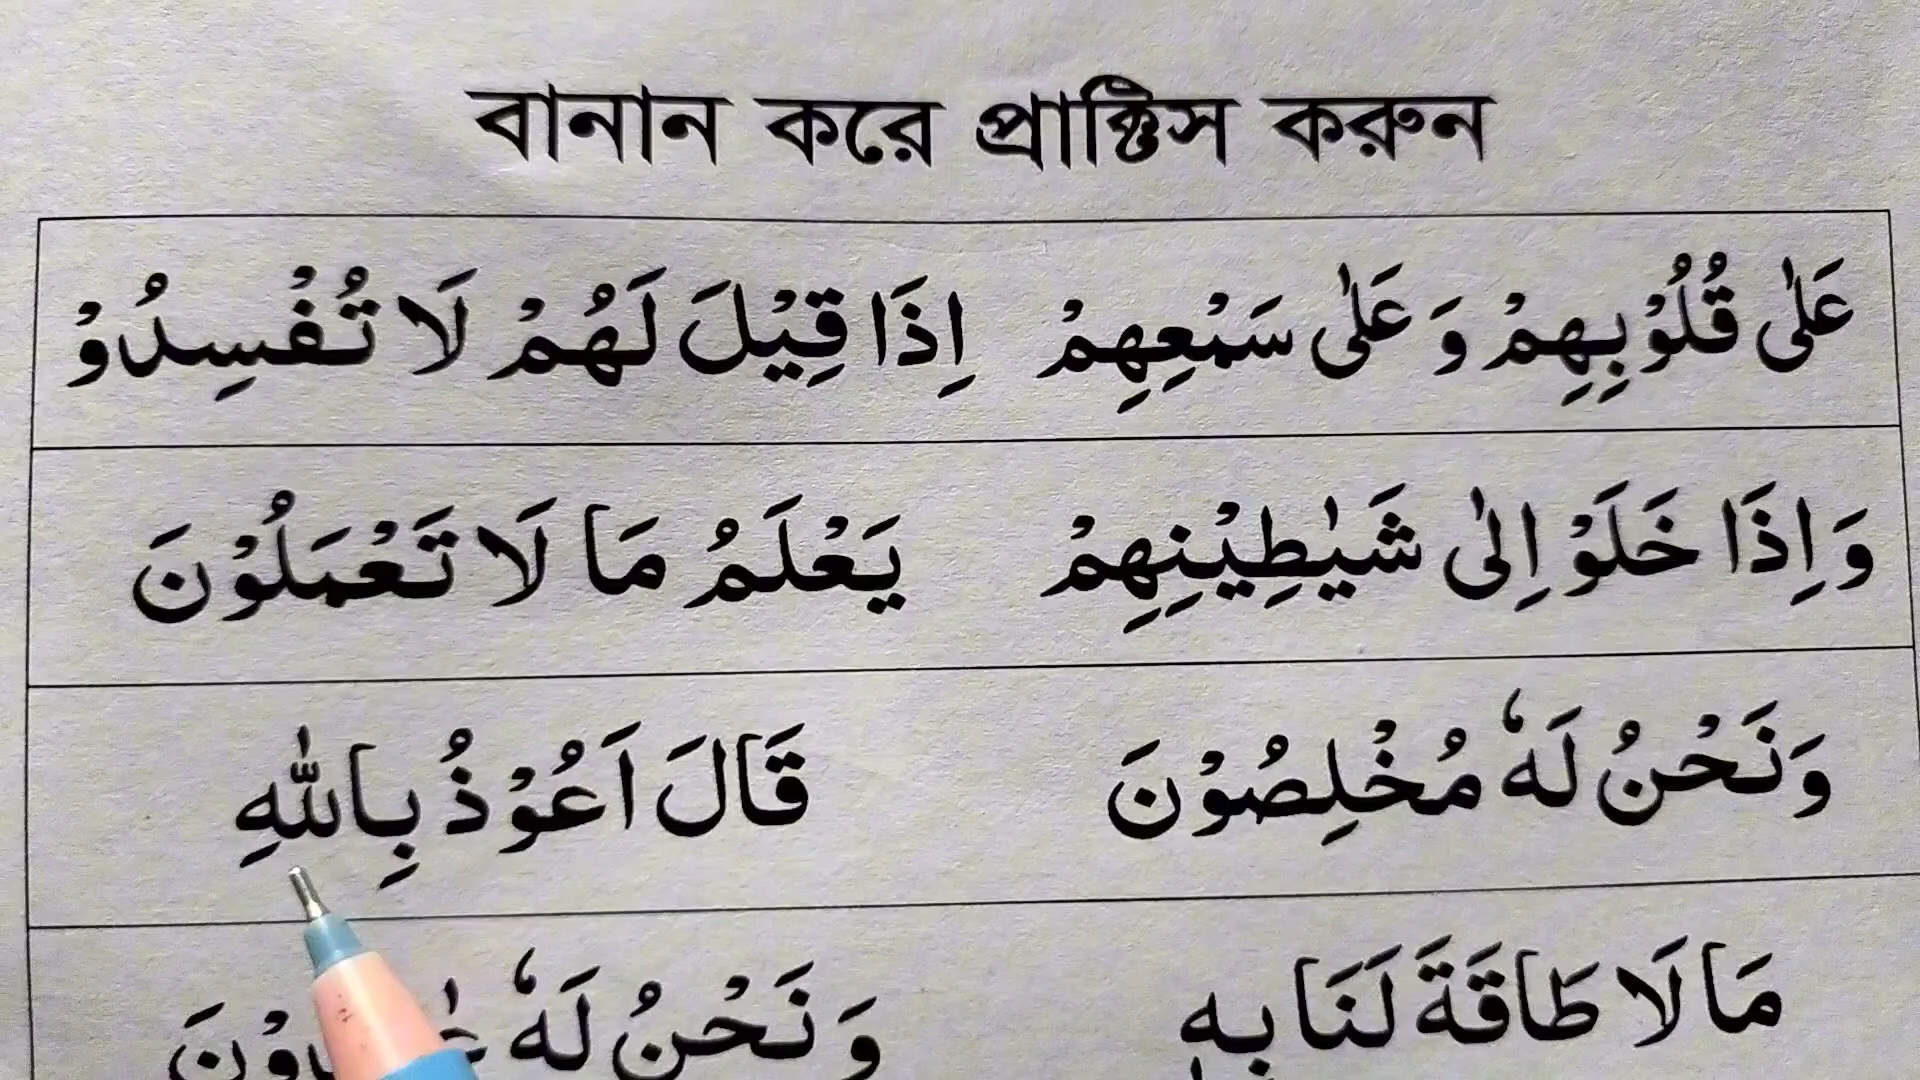 বানান করে প্রাক্টিস করুন
عَلٰى قُلُوْبِهِمْ وَ عَلٰى سَمْعِهِمْ اِذَا قِيْلَ لَهُمْ لَا تُفْسِدُوْ
وَ اِذَا خَلَوْ اِلٰى شَيٰطِيْنِهِمْ يَعْلَمُ مَا لَا تَعْمَلُوْنَ
وَنَحْنُ لَهٗ مُخْلِصُوْنَ قَالَ اَعُوْذُ بِاللّٰهِ
مَا لَا طَاقَةَ لَنَا بِهٖ وَ نَحْنُ لَهٗ